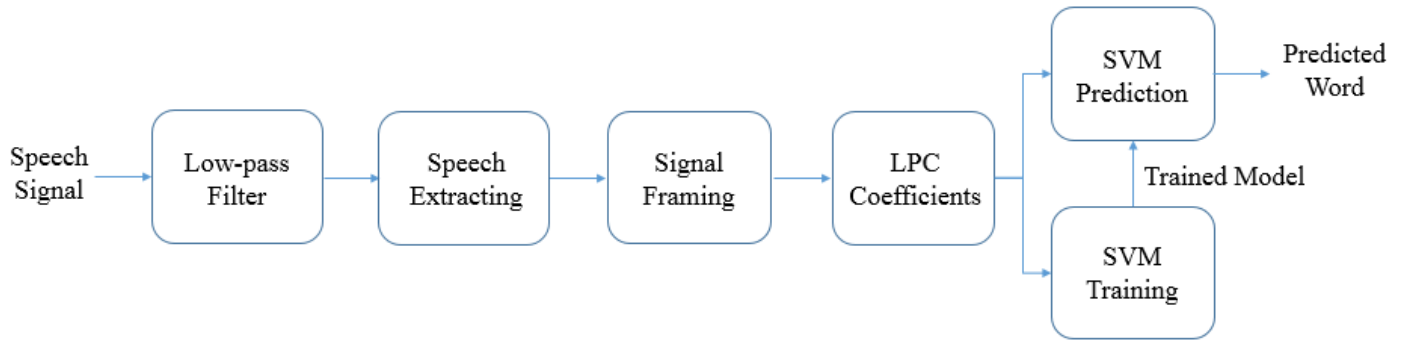 Speech
Signal
Low-pass
Filter
Speech
Extracting
Signal
Framing
LPC
Coefficients
SVM
Prediction
Predicted
Word
Trained Model
SVM
Training